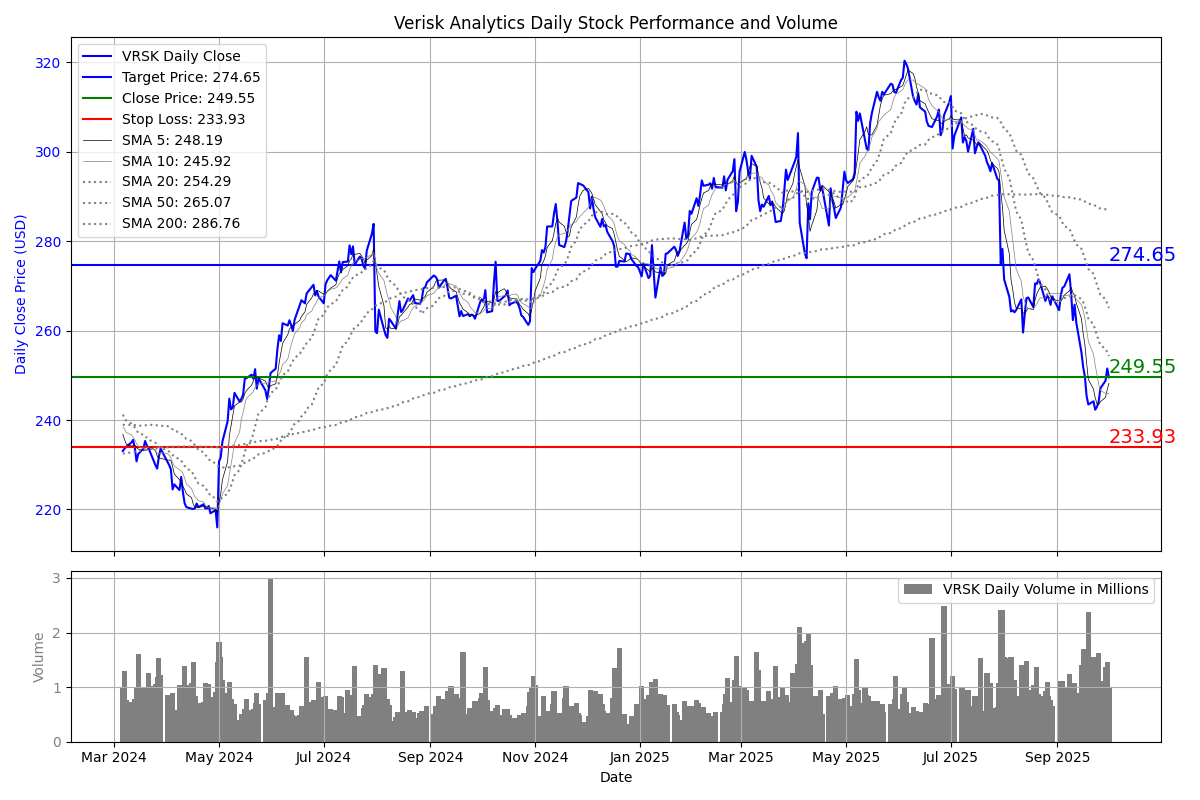 Verisk Analytics Daily Stock Performance and Volume
Daily Close Price (USD)
320
300
280
260
240
220
VRSK Daily Close
Target Price: 274.65
Close Price: 249.55
Stop Loss: 233.93
SMA 5: 248.19
SMA 10: 245.92
SMA 20: 254.29
SMA 50: 265.07
SMA 200: 286.76
274.65
249.55
233.93
Volume
3
2
1
0
VRSK Daily Volume in Millions
Mar 2024 May 2024 Jul 2024 Sep 2024 Nov 2024 Jan 2025 Mar 2025 May 2025 Jul 2025 Sep 2025
Date